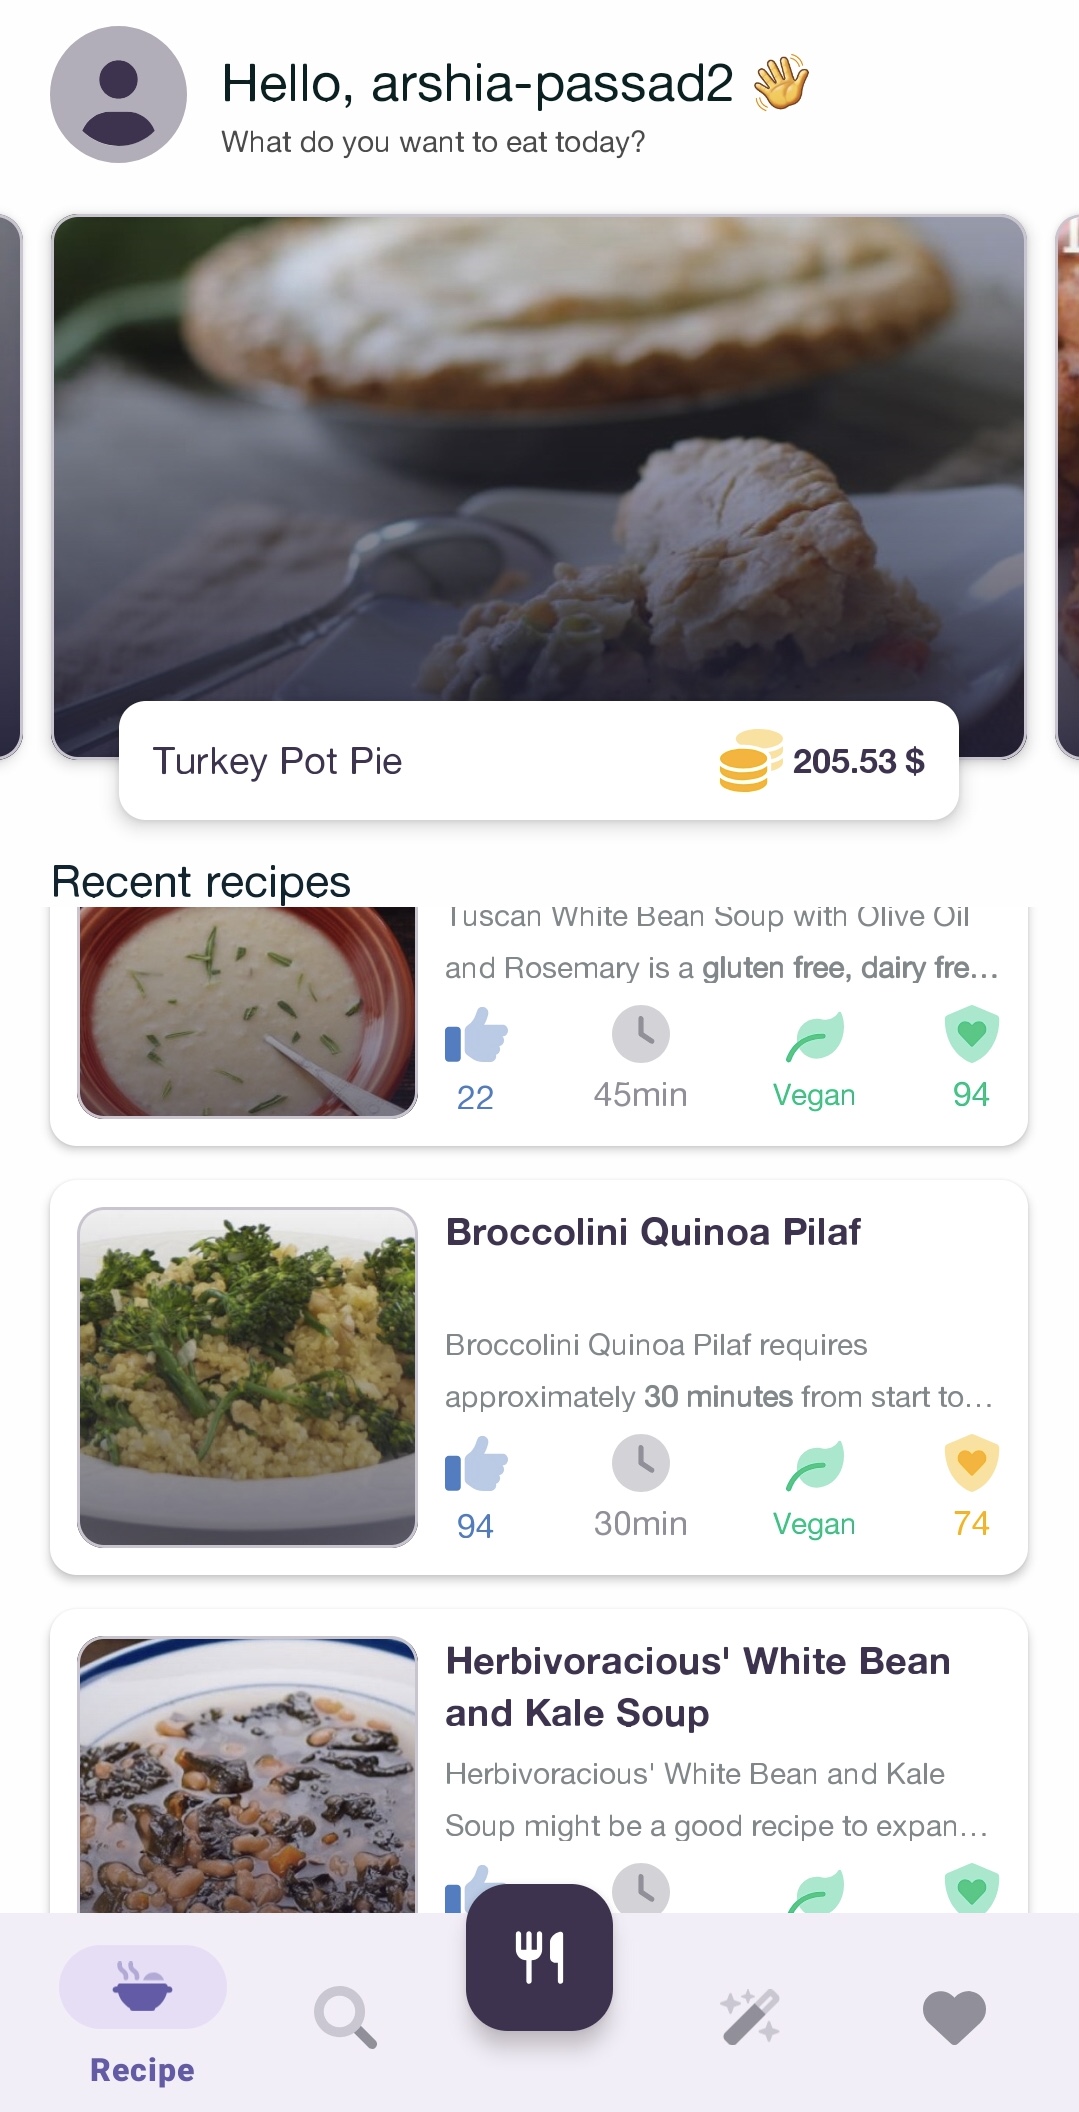 Hello, arshia-passad2 👋
What do you want to eat today?
Turkey Pot Pie
205.53 $
Recent recipes
Tuscan White Bean Soup with Olive Oil
and Rosemary is a gluten free, dairy fre...
22
45min
Vegan
94
Broccolini Quinoa Pilaf
Broccolini Quinoa Pilaf requires
approximately 30 minutes from start to...
94
30min
Vegan
74
Herbivoracious' White Bean
and Kale Soup
Herbivoracious' White Bean and Kale
Soup might be a good recipe to expan...
Recipe